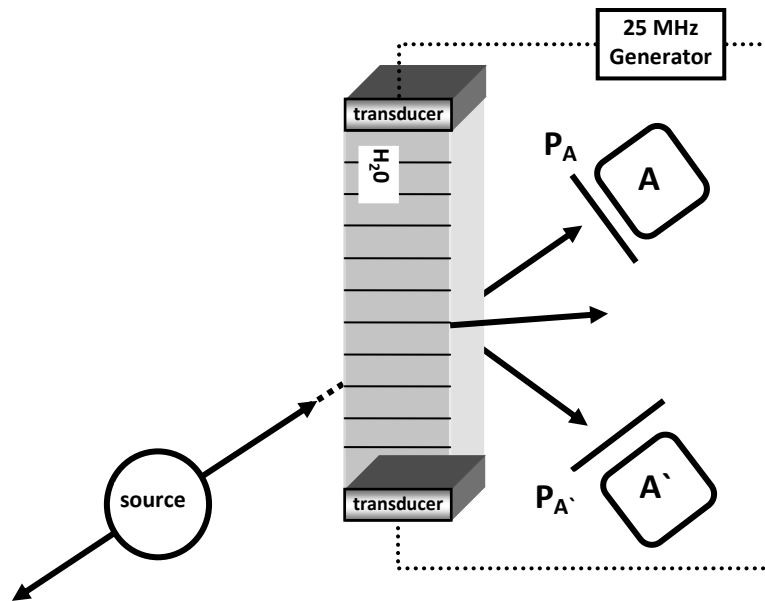 25 MHz
Generator
transducer
H₂0
P_A
A
source
P_A`
A`
transducer